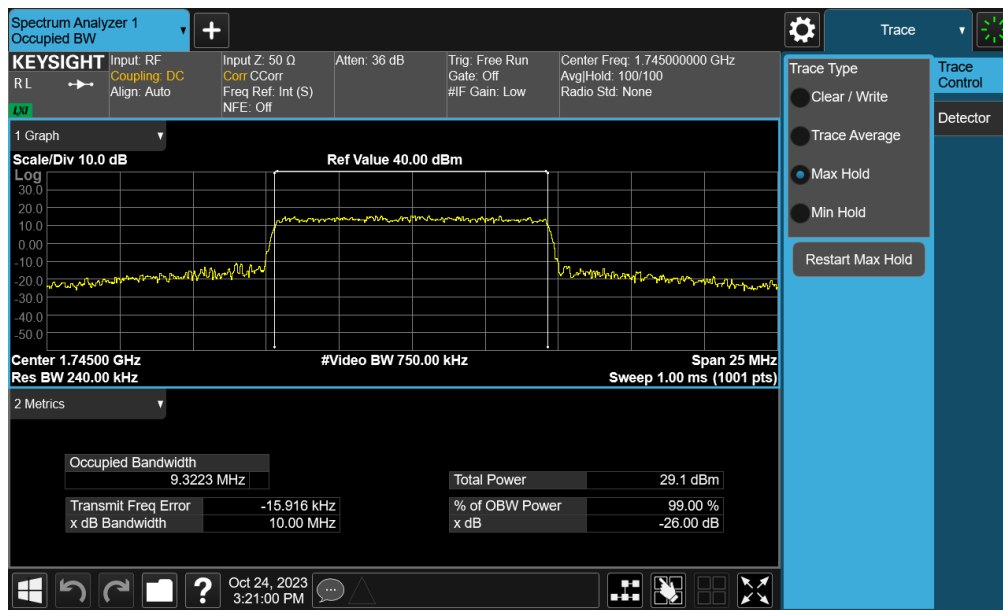 Spectrum Analyzer 1
Occupied BW
+
Trace
KEYSIGHT
R L
LXI
Input: RF
Coupling: DC
Align: Auto
Input Z: 50 Ω
Corr CCorr
Freq Ref: Int (S)
NFE: Off
Atten: 36 dB
Trig: Free Run
Gate: Off
#IF Gain: Low
Center Freq: 1.745000000 GHz
Avg|Hold: 100/100
Radio Std: None
Trace Type
Clear / Write
Trace Average
Max Hold
Min Hold
Restart Max Hold
Trace
Control
Detector
1 Graph
Scale/Div 10.0 dB
Ref Value 40.00 dBm
Log
30.0
20.0
10.0
0.00
-10.0
-20.0
-30.0
-40.0
-50.0
Center 1.74500 GHz
#Video BW 750.00 kHz
Span 25 MHz
Res BW 240.00 kHz
Sweep 1.00 ms (1001 pts)
2 Metrics
Occupied Bandwidth
9.3223 MHz
Total Power 29.1 dBm
Transmit Freq Error -15.916 kHz
% of OBW Power 99.00 %
x dB Bandwidth 10.00 MHz
x dB -26.00 dB
?
Oct 24, 2023
3:21:00 PM